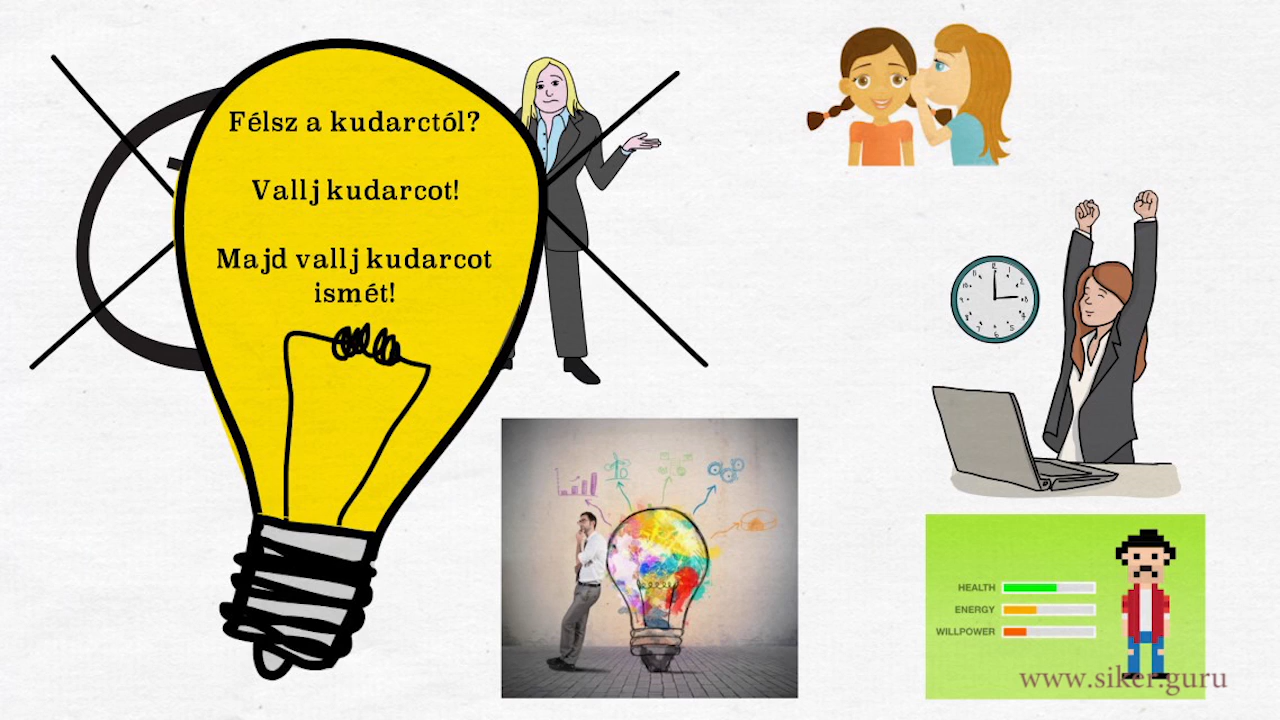 Félsz a kudarctól?
Vallj kudarcot!
Majd vallj kudarcot
ismét!
HEALTH
ENERGY
WILLPOWER
www.siker.guru